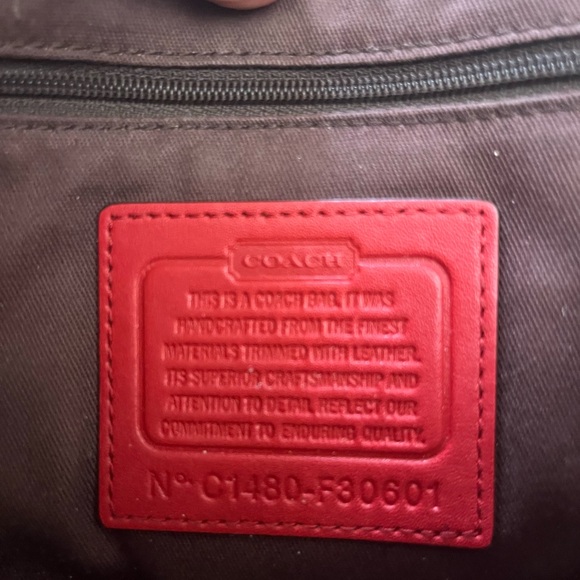 COACH
THIS IS A COACH BAG. IT WAS
HANDCRAFTED FROM THE FINEST
MATERIALS TRIMMED WITH LEATHER.
ITS SUPERIOR CRAFTSMANSHIP AND
ATTENTION TO DETAIL REFLECT OUR
COMMITMENT TO ENDURING QUALITY.
Nº C1480-F30601